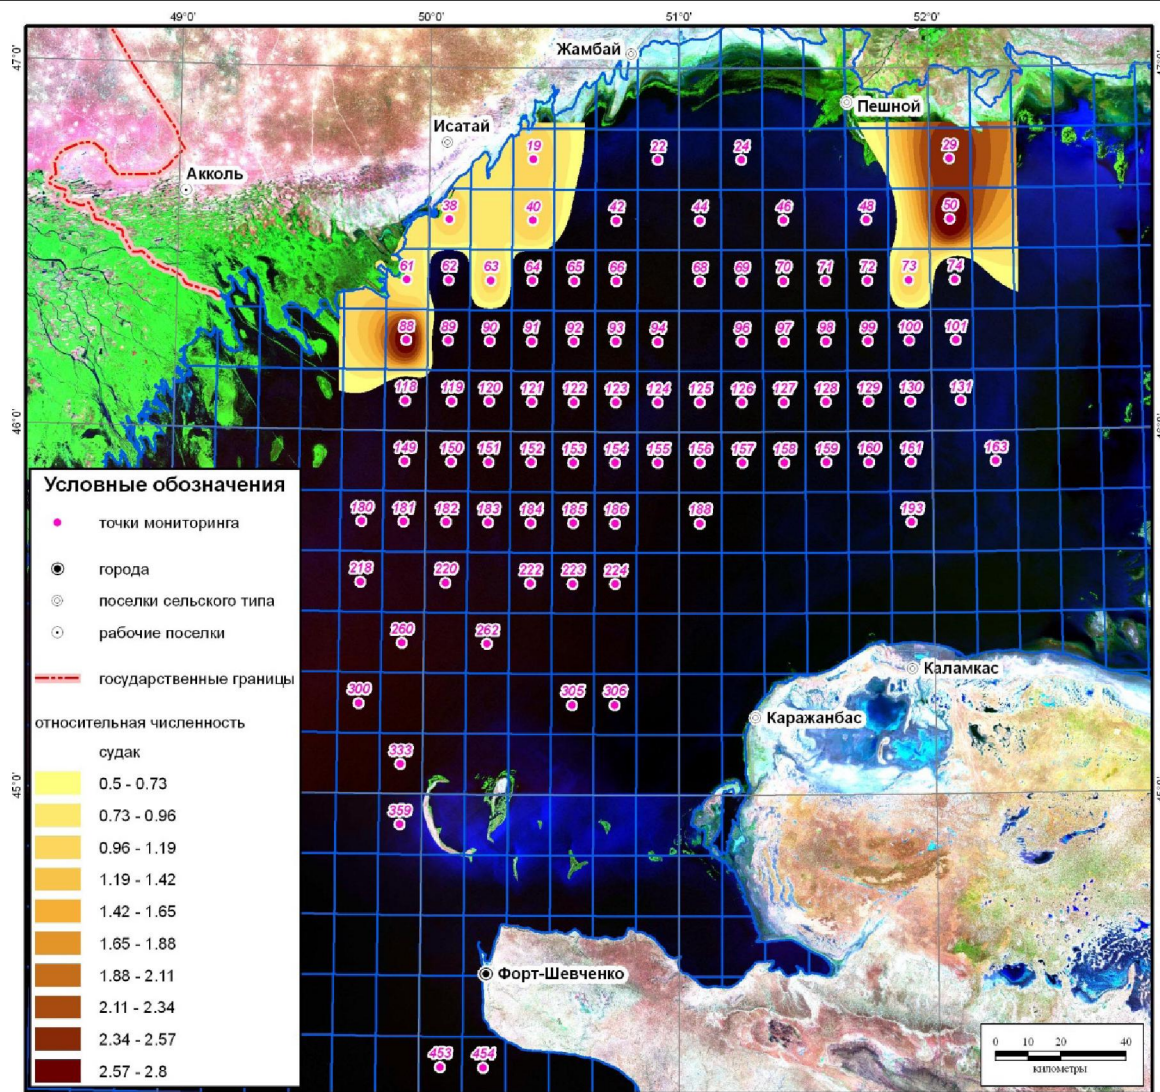 49°0' 50°0' 51°0' 52°0'
47°0' 47°0'
Жамбай
Пешной
Исатай
19 22 24 29
Акколь
38 40 42 44 46 48 50
61 62 63 64 65 66 68 69 70 71 72 73 74
88 89 90 91 92 93 94 96 97 98 99 100 101
118 119 120 121 122 123 124 125 126 127 128 129 130 131
46°0'
149 150 151 152 153 154 155 156 157 158 159 160 161 163
Условные обозначения
180 181 182 183 184 185 186 188 193
точки мониторинга
города
218 220 222 223 224
поселки сельского типа
рабочие поселки
260 262
Каламкас
государственные границы
300 305 306
Каражанбас
относительная численность
судак
333
45°0' 45°0'
0.5 - 0.73
0.73 - 0.96
359
0.96 - 1.19
1.19 - 1.42
1.42 - 1.65
1.65 - 1.88
Форт-Шевченко
1.88 - 2.11
2.11 - 2.34
2.34 - 2.57
2.57 - 2.8
453 454
0 10 20 40
километры